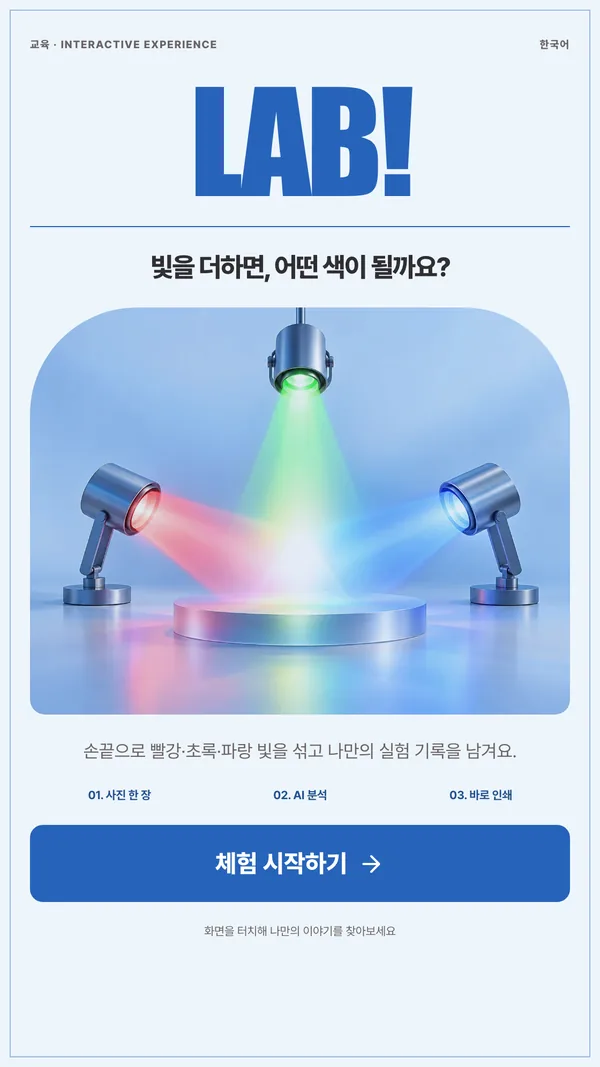 교육 · INTERACTIVE EXPERIENCE
한국어
LAB!
빛을 더하면, 어떤 색이 될까요?
손끝으로 빨강·초록·파랑 빛을 섞고 나만의 실험 기록을 남겨요.
01. 사진 한 장
02. AI 분석
03. 바로 인쇄
체험 시작하기 →
화면을 터치해 나만의 이야기를 찾아보세요